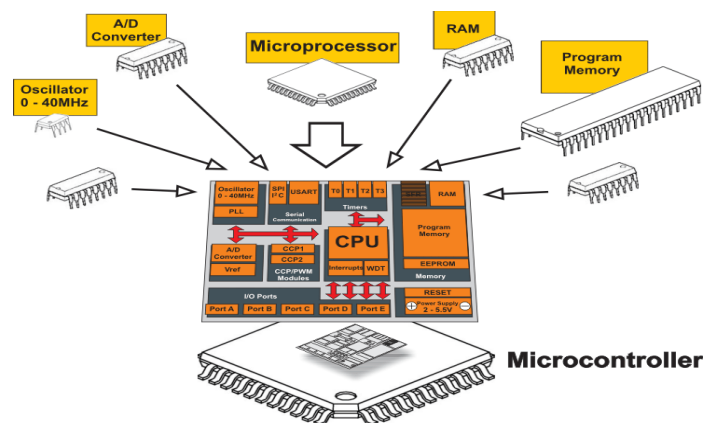 A/D
Converter
Microprocessor
RAM
Program
Memory
Oscillator
0 - 40MHz
Oscillator
0 - 40MHz
PLL
SPI
I²C
USART
Serial
Communication
T0
T1
T2
T3
Timers
RAM
Program
Memory
EEPROM
Memory
A/D
Converter
Vref
CCP1
CCP2
CCP/PWM
Modules
CPU
Interrupts
WDT
I/O Ports
Port A
Port B
Port C
Port D
Port E
RESET
Power Supply
2 - 5.5V
Microcontroller